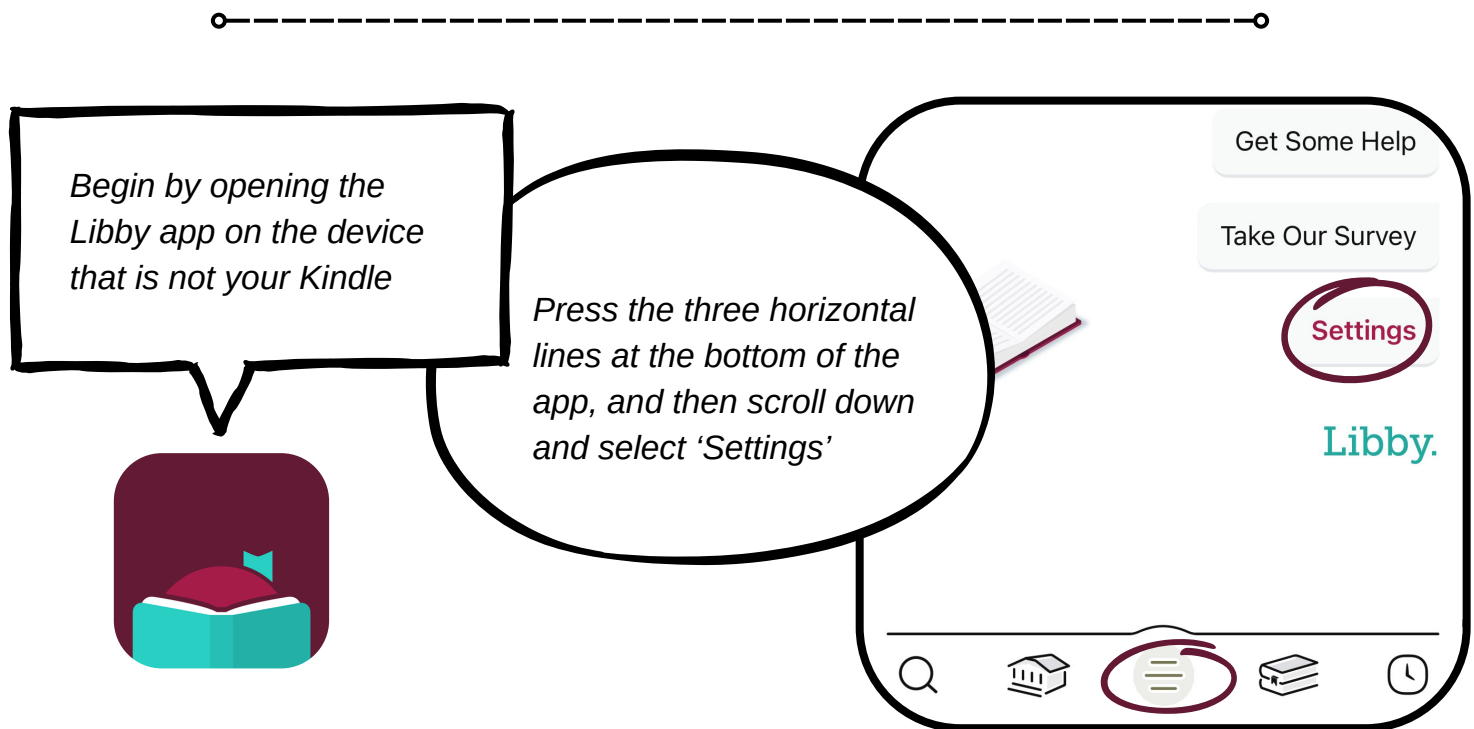 Begin by opening the
Libby app on the device
that is not your Kindle
Press the three horizontal
lines at the bottom of the
app, and then scroll down
and select ‘Settings’
Get Some Help
Take Our Survey
Settings
Libby.